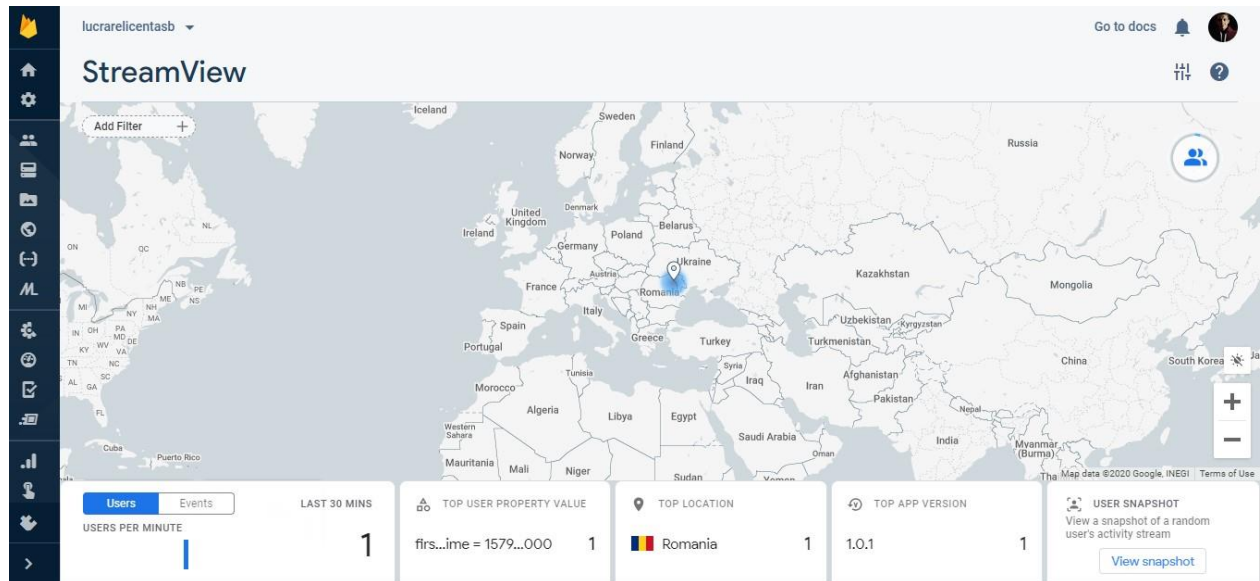 lucrarelicentasb
Go to docs
StreamView
Add Filter +
Iceland
Sweden
Finland
Russia
Norway
Denmark
United
Kingdom
Ireland
Poland
Belarus
Germany
Ukraine
Austria
France
Romania
Kazakhstan
Mongolia
Italy
Spain
Portugal
Greece
Turkey
Uzbekistan
Kyrgyzstan
Turkmenistan
Syria
Tunisia
Iraq
Iran
Afghanistan
China
South Korea
Ja
Morocco
Pakistan
Algeria
Libya
Egypt
Nepal
Western
Sahara
Saudi Arabia
Oman
India
Myanmar
(Burma)
Mauritania
Mali
Niger
Sudan
Yemen
Tha
ON
QC
NL
NB
PE
NS
ME
MI
NH
NY
MA
IN
OH
PA
MD
DE
KY
WV
VA
TN
NC
SC
AL
GA
FL
Cuba
Puerto Rico
Map data ©2020 Google, INEGI
Terms of Use
Users
Events
LAST 30 MINS
USERS PER MINUTE
1
TOP USER PROPERTY VALUE
firs...ime = 1579...000 1
TOP LOCATION
Romania 1
TOP APP VERSION
1.0.1 1
USER SNAPSHOT
View a snapshot of a random
user's activity stream
View snapshot